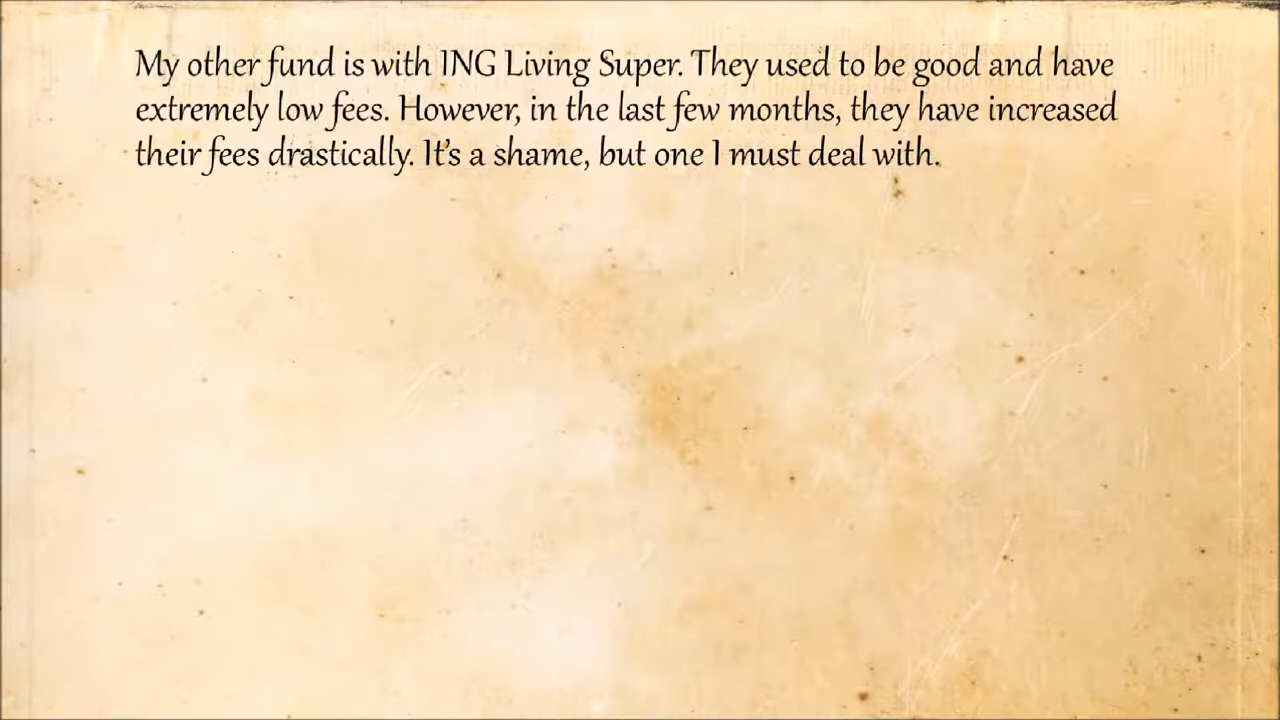 My other fund is with ING Living Super. They used to be good and have
extremely low fees. However, in the last few months, they have increased
their fees drastically. It's a shame, but one I must deal with.